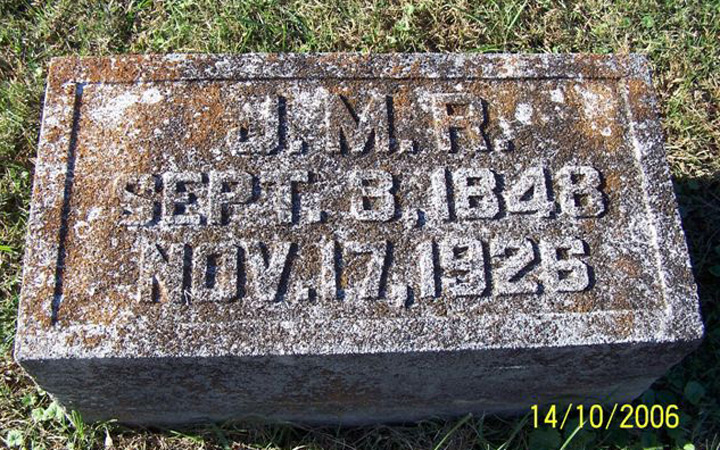 J. M. R.
SEPT. 8, 1848
NOV. 17, 1926
14/10/2006